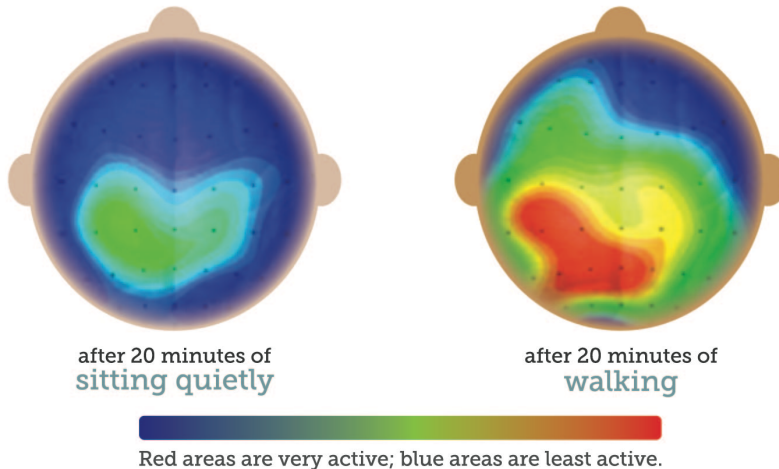 after 20 minutes of
sitting quietly
after 20 minutes of
walking
Red areas are very active; blue areas are least active.